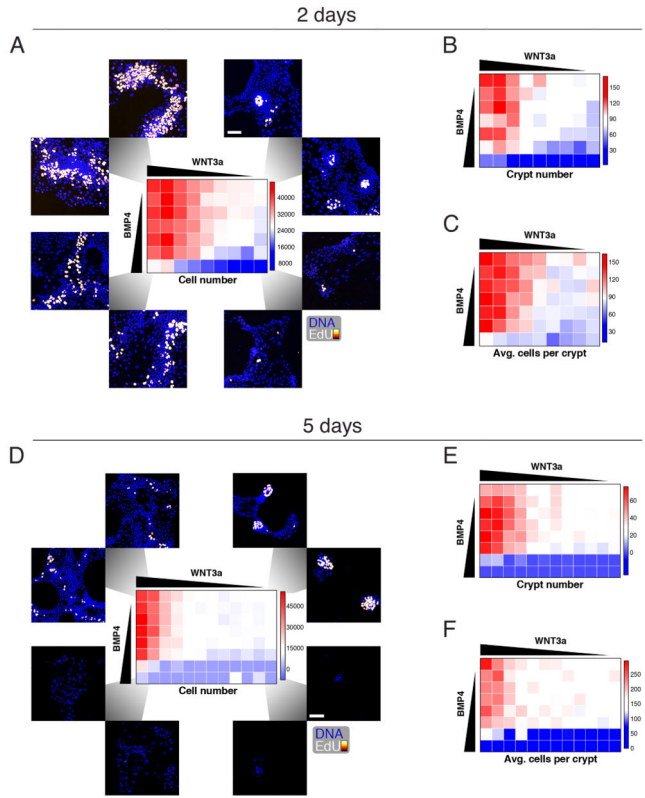 2 days
A
WNT3a
BMP4
45000
40000
32000
28000
24000
16000
8000
Cell number
DNA
EdU
B
WNT3a
BMP4
150
120
90
60
30
Crypt number
C
WNT3a
BMP4
150
120
90
60
30
Avg. cells per crypt
5 days
D
WNT3a
BMP4
45000
30000
15000
0
Cell number
DNA
EdU
E
WNT3a
BMP4
60
40
20
0
Crypt number
F
WNT3a
BMP4
250
200
150
100
50
0
Avg. cells per crypt